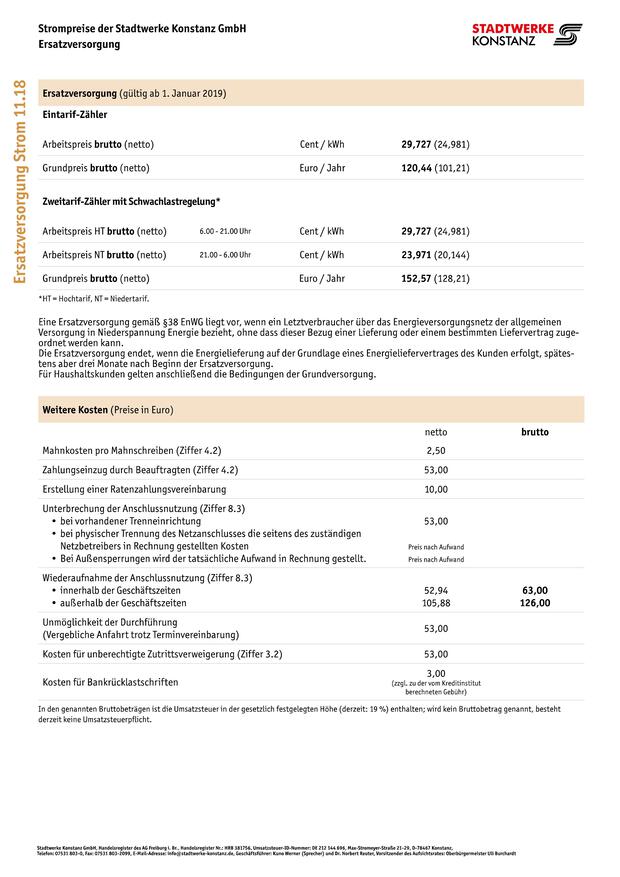 Strompreise der Stadtwerke Konstanz GmbH
Ersatzversorgung
STADTWERKE
KONSTANZ
Ersatzversorgung Strom 11.18
Ersatzversorgung (gültig ab 1. Januar 2019)
Eintarif-Zähler
Arbeitspreis brutto (netto) Cent / kWh 29,727 (24,981)
Grundpreis brutto (netto) Euro / Jahr 120,44 (101,21)
Zweitarif-Zähler mit Schwachlastregelung*
Arbeitspreis HT brutto (netto) 6.00 - 21.00 Uhr Cent / kWh 29,727 (24,981)
Arbeitspreis NT brutto (netto) 21.00 - 6.00 Uhr Cent / kWh 23,971 (20,144)
Grundpreis brutto (netto) Euro / Jahr 152,57 (128,21)
*HT = Hochtarif, NT = Niedertarif.
Eine Ersatzversorgung gemäß §38 EnWG liegt vor, wenn ein Letztverbraucher über das Energieversorgungsnetz der allgemeinen
Versorgung in Niederspannung Energie bezieht, ohne dass dieser Bezug einer Lieferung oder einem bestimmten Liefervertrag zuge-
ordnet werden kann.
Die Ersatzversorgung endet, wenn die Energielieferung auf der Grundlage eines Energieliefervertrages des Kunden erfolgt, spätes-
tens aber drei Monate nach Beginn der Ersatzversorgung.
Für Haushaltskunden gelten anschließend die Bedingungen der Grundversorgung.
Weitere Kosten (Preise in Euro)
netto brutto
Mahnkosten pro Mahnschreiben (Ziffer 4.2) 2,50
Zahlungseinzug durch Beauftragten (Ziffer 4.2) 53,00
Erstellung einer Ratenzahlungsvereinbarung 10,00
Unterbrechung der Anschlussnutzung (Ziffer 8.3)
• bei vorhandener Trenneinrichtung 53,00
• bei physischer Trennung des Netzanschlusses die seitens des zuständigen
Netzbetreibers in Rechnung gestellten Kosten Preis nach Aufwand
• Bei Außensperrungen wird der tatsächliche Aufwand in Rechnung gestellt. Preis nach Aufwand
Wiederaufnahme der Anschlussnutzung (Ziffer 8.3)
• innerhalb der Geschäftszeiten 52,94 63,00
• außerhalb der Geschäftszeiten 105,88 126,00
Unmöglichkeit der Durchführung
(Vergebliche Anfahrt trotz Terminvereinbarung) 53,00
Kosten für unberechtigte Zutrittsverweigerung (Ziffer 3.2) 53,00
Kosten für Bankrücklastschriften 3,00
(zzgl. zu der vom Kreditinstitut
berechneten Gebühr)
In den genannten Bruttobeträgen ist die Umsatzsteuer in der gesetzlich festgelegten Höhe (derzeit: 19 %) enthalten; wird kein Bruttobetrag genannt, besteht
derzeit keine Umsatzsteuerpflicht.
Stadtwerke Konstanz GmbH, Handelsregister des AG Freiburg i. Br., Handelsregister Nr.: HRB 381756, Umsatzsteuer-ID-Nummer: DE 212 544 696, Max-Stromeyer-Straße 21-29, D-78467 Konstanz,
Telefon: 07531 803-0, Fax: 07531 803-2099, E-Mail-Adresse: info@stadtwerke-konstanz.de, Geschäftsführer: Kuno Werner (Sprecher) und Dr. Norbert Reuter, Vorsitzender des Aufsichtsrates: Oberbürgermeister Uli Burchardt